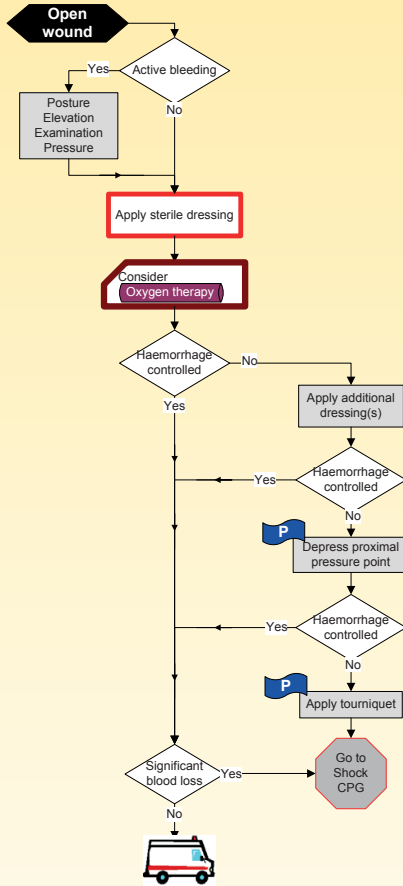 Open
wound
Active bleeding
Yes
No
Posture
Elevation
Examination
Pressure
Apply sterile dressing
Consider
Oxygen therapy
Haemorrhage
controlled
No
Yes
Apply additional
dressing(s)
Haemorrhage
controlled
Yes
No
P
Depress proximal
pressure point
Haemorrhage
controlled
Yes
No
P
Apply tourniquet
Significant
blood loss
Yes
No
Go to
Shock
CPG